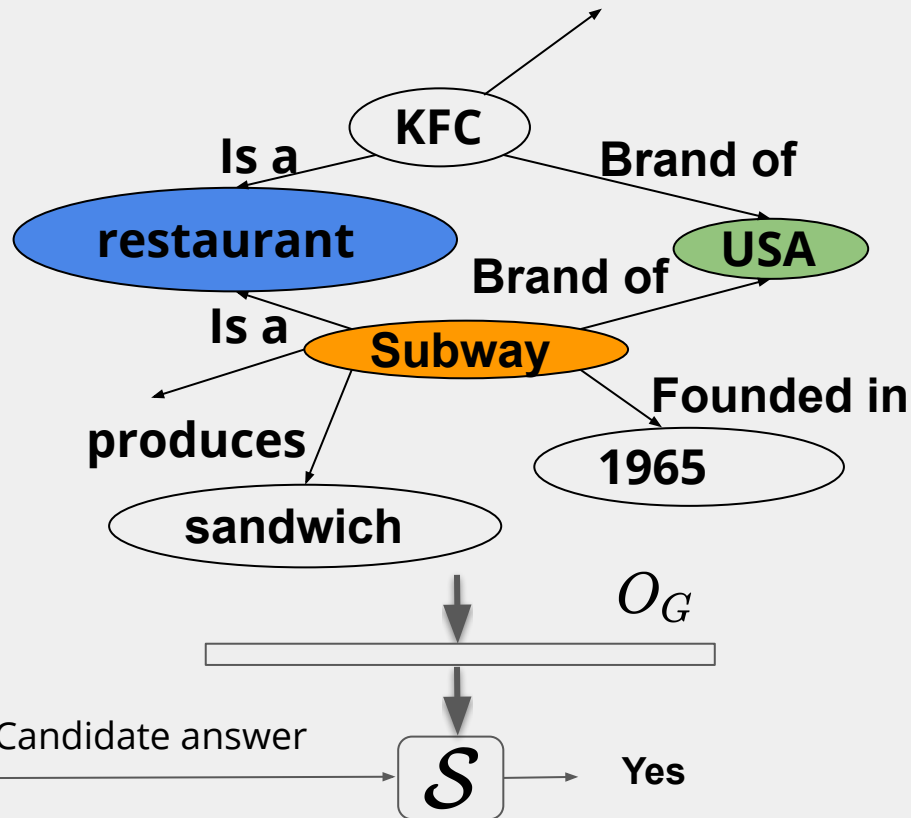 KFC
Is a
Brand of
restaurant
USA
Brand of
Is a
Subway
Founded in
produces
1965
sandwich
O_G
Candidate answer
S
Yes